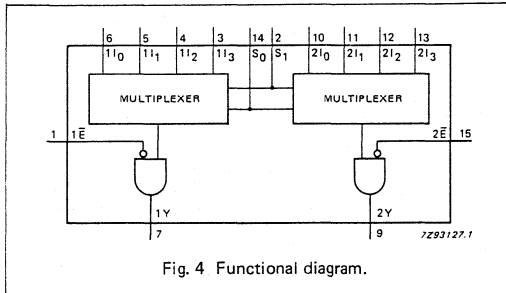 6 5 4 3 14 2 10 11 12 13
1I₀ 1I₁ 1I₂ 1I₃ S₀ S₁ 2I₀ 2I₁ 2I₂ 2I₃
MULTIPLEXER MULTIPLEXER
1 1E̅ 2E̅ 15
1Y 2Y
7 9 7Z93127.1
Fig. 4 Functional diagram.